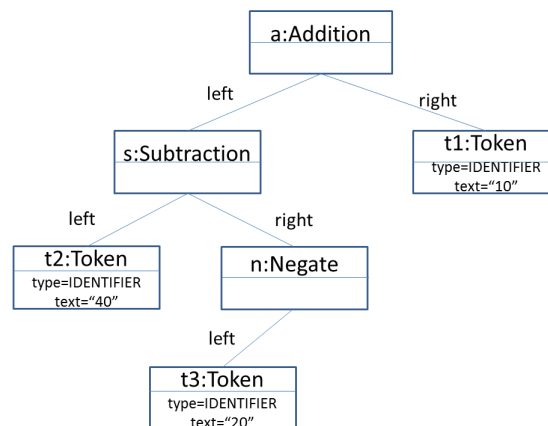 a:Addition
left
right
s:Subtraction
t1:Token
type=IDENTIFIER
text=“10”
left
right
t2:Token
type=IDENTIFIER
text=“40”
n:Negate
left
t3:Token
type=IDENTIFIER
text=“20”